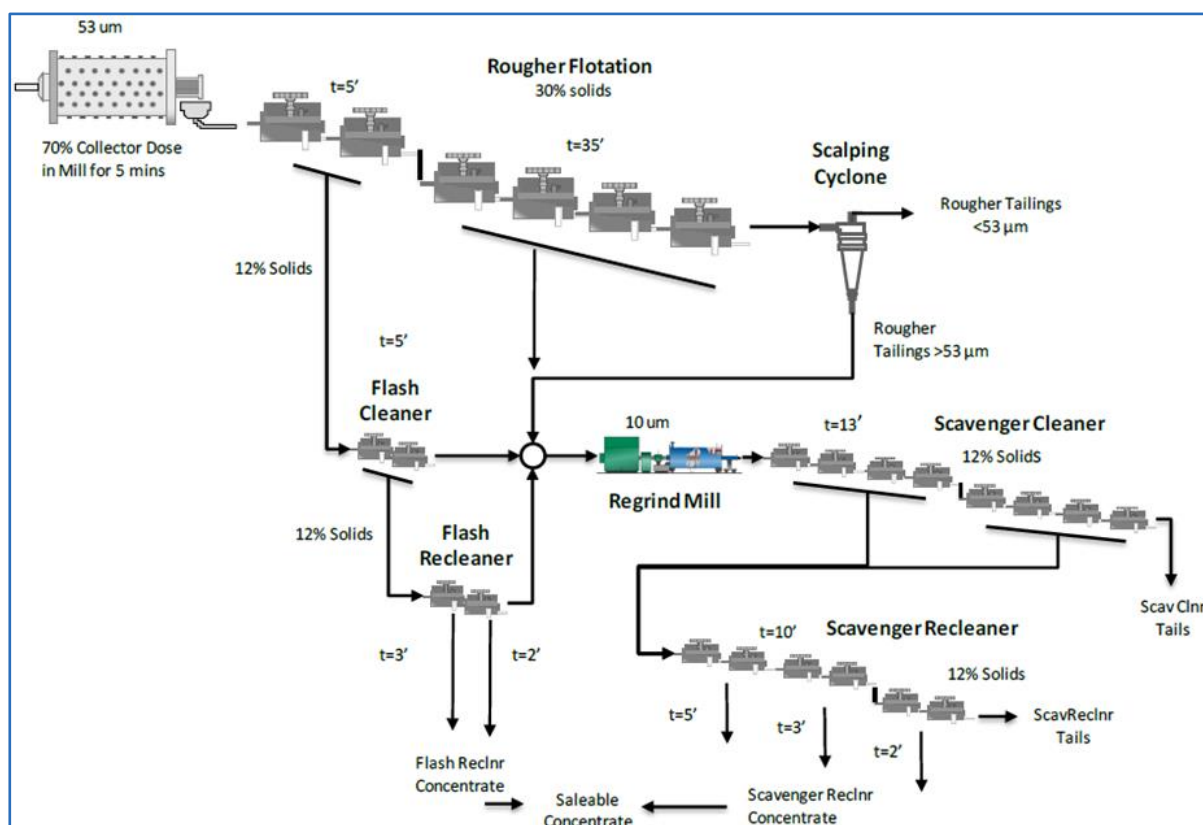 53 um
70% Collector Dose
in Mill for 5 mins
t=5’
Rougher Flotation
30% solids
t=35’
Scalping
Cyclone
Rougher Tailings
<53 μm
12% Solids
Rougher
Tailings >53 μm
t=5’
Flash
Cleaner
10 um
Regrind Mill
t=13’
Scavenger Cleaner
12% Solids
12% Solids
Flash
Recleaner
Scav Clnr
Tails
t=3’
t=2’
t=10’
Scavenger Recleaner
12% Solids
t=5’
t=3’
t=2’
ScavReclnr
Tails
Flash Reclnr
Concentrate
Saleable
Concentrate
Scavenger Reclnr
Concentrate